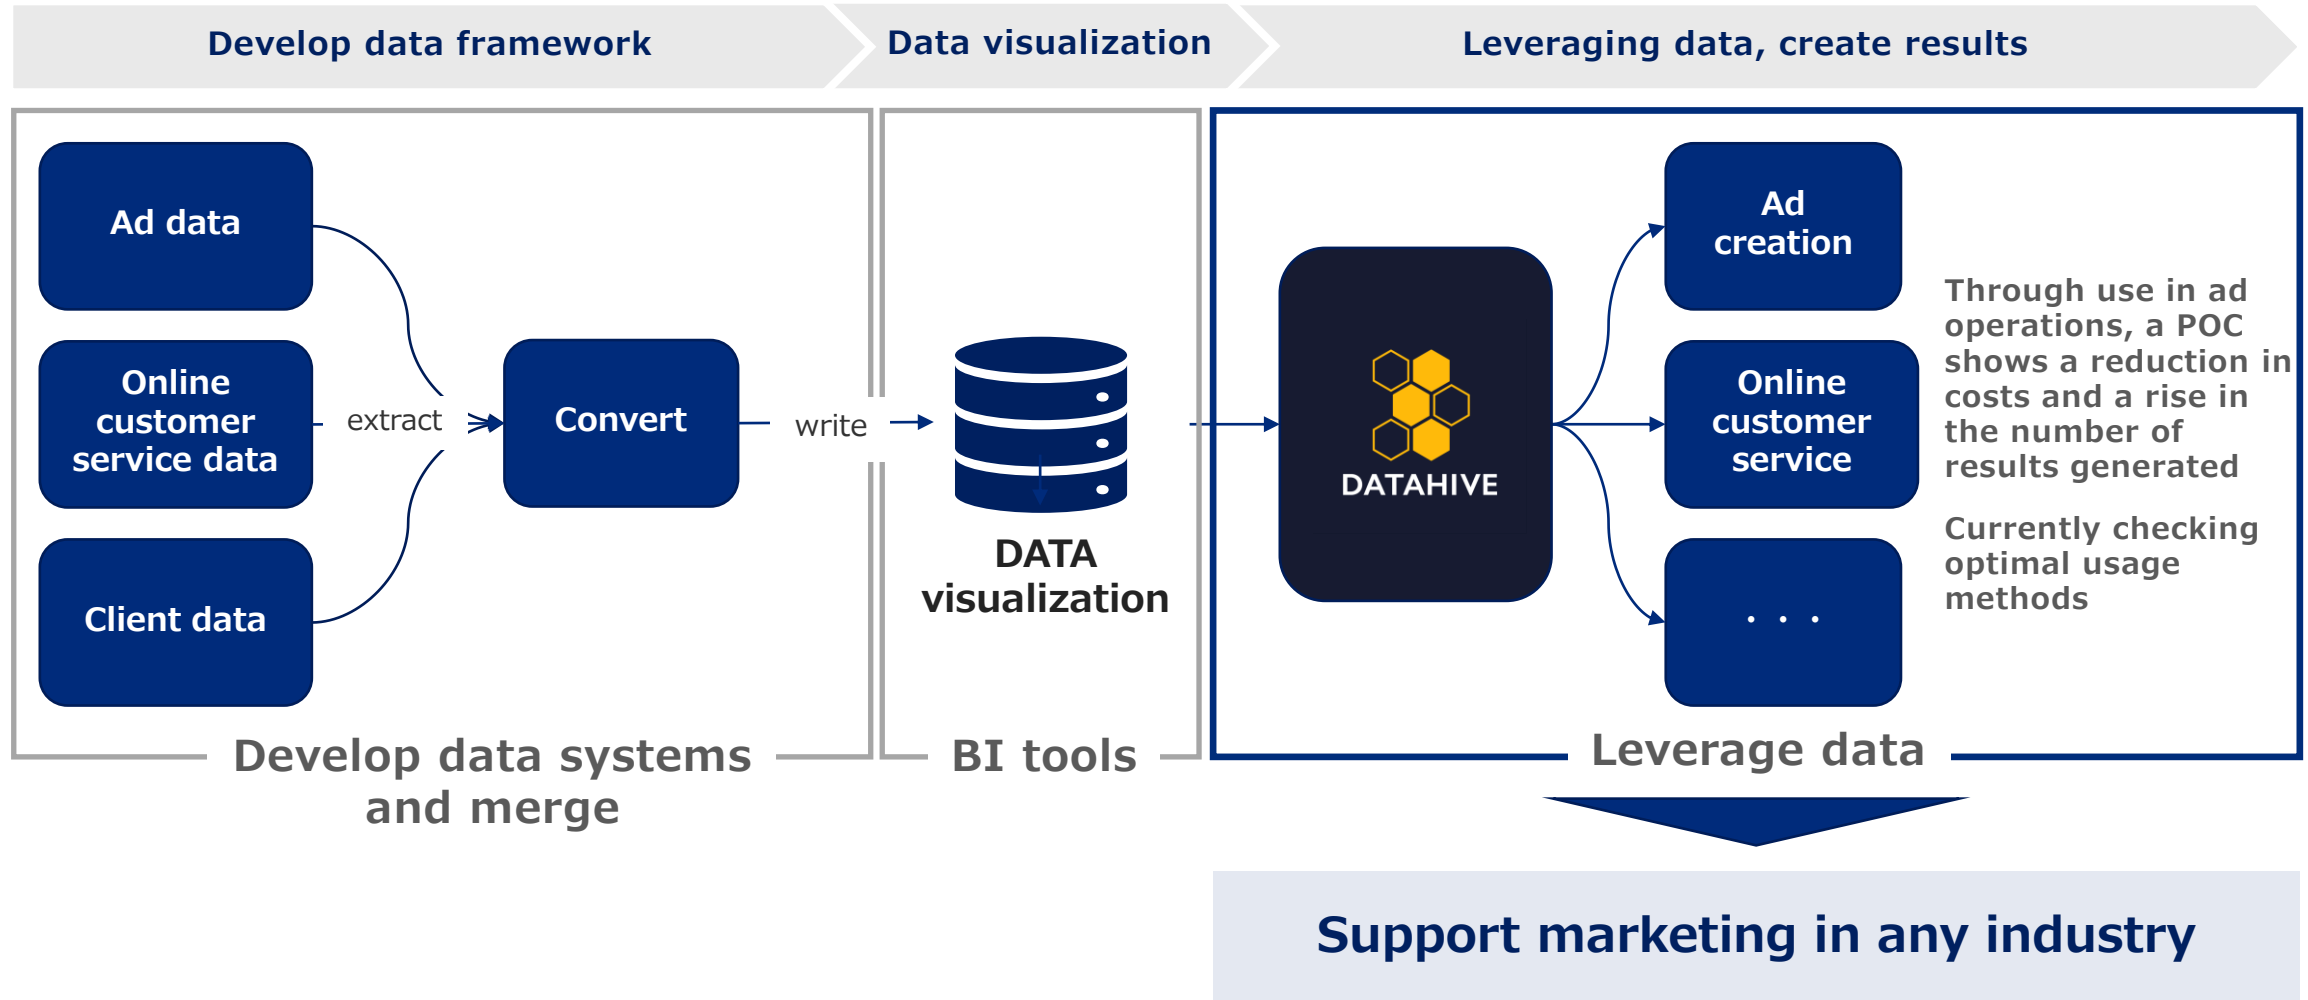 Develop data framework
Data visualization
Leveraging data, create results
Ad data
Online
customer
service data
Client data
extract
Convert
write
DATA
visualization
DATAHIVE
Ad
creation
Online
customer
service
・・・
Through use in ad
operations, a POC
shows a reduction in
costs and a rise in
the number of
results generated
Currently checking
optimal usage
methods
Develop data systems
and merge
BI tools
Leverage data
Support marketing in any industry